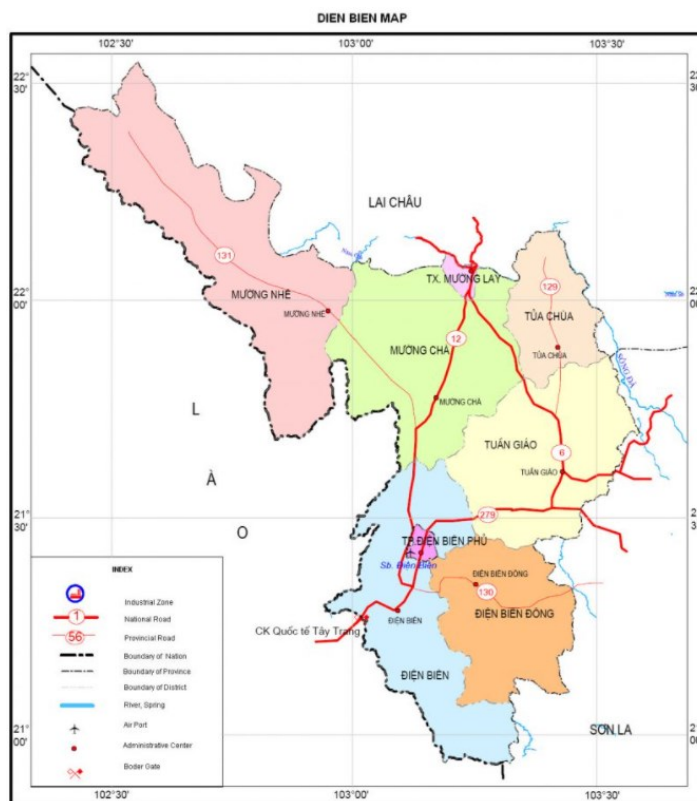 DIEN BIEN MAP
102°30'
103°00'
103°30'
22°
30'
LAI CHÂU
131
TX. MƯỜNG LAY
129
MƯỜNG NHÉ
MƯỜNG NHÉ
22°
00'
TỦA CHÙA
TỦA CHÙA
12
MƯỜNG CHÀ
MƯỜNG CHÀ
SÔNG ĐÀ
L
À
O
TUẦN GIÁO
6
TUẦN GIÁO
21°
30'
279
TP.ĐIỆN BIÊN PHỦ
Sb. Điện Biên
ĐIỆN BIÊN ĐÔNG
130
ĐIỆN BIÊN ĐÔNG
CK Quốc tế Tây Trang
ĐIỆN BIÊN
ĐIỆN BIÊN
SƠN LA
21°
00'
INDEX
Industrial Zone
1
National Road
56
Provincial Road
Boundary of Nation
Boundary of Province
Boundary of District
River, Spring
Air Port
Administrative Center
Boder Gate
102°30'
103°00'
103°30'